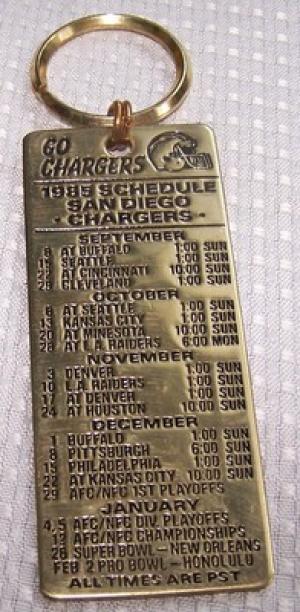 GO
CHARGERS
1985 SCHEDULE
SAN DIEGO
· CHARGERS ·
SEPTEMBER
8 AT BUFFALO 1:00 SUN
SEATTLE 1:00 SUN
AT CINCINNATI 10:00 SUN
CLEVELAND 1:00 SUN
OCTOBER
6 AT SEATTLE 1:00 SUN
13 KANSAS CITY 1:00 SUN
20 AT MINESOTA 10:00 SUN
28 AT L.A. RAIDERS 6:00 MON
NOVEMBER
3 DENVER 1:00 SUN
10 L.A. RAIDERS 1:00 SUN
17 AT DENVER 1:00 SUN
24 AT HOUSTON 10:00 SUN
DECEMBER
1 BUFFALO 1:00 SUN
8 PITTSBURGH 6:00 SUN
15 PHILADELPHIA 1:00 SUN
22 AT KANSAS CITY 10:00 SUN
29 AFC/NFC 1ST PLAYOFFS
JANUARY
4,5 AFC/NFC DIV. PLAYOFFS
12 AFC/NFC CHAMPIONSHIPS
26 SUPER BOWL - NEW ORLEANS
FEB 2 PRO BOWL - HONOLULU
ALL TIMES ARE PST